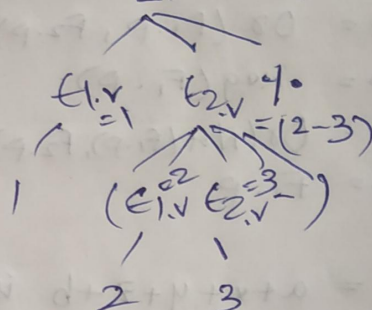 E1.v E2.v %
=1 = (2-3)
1 (E1.v =2 E2.v =3 -)
2 3